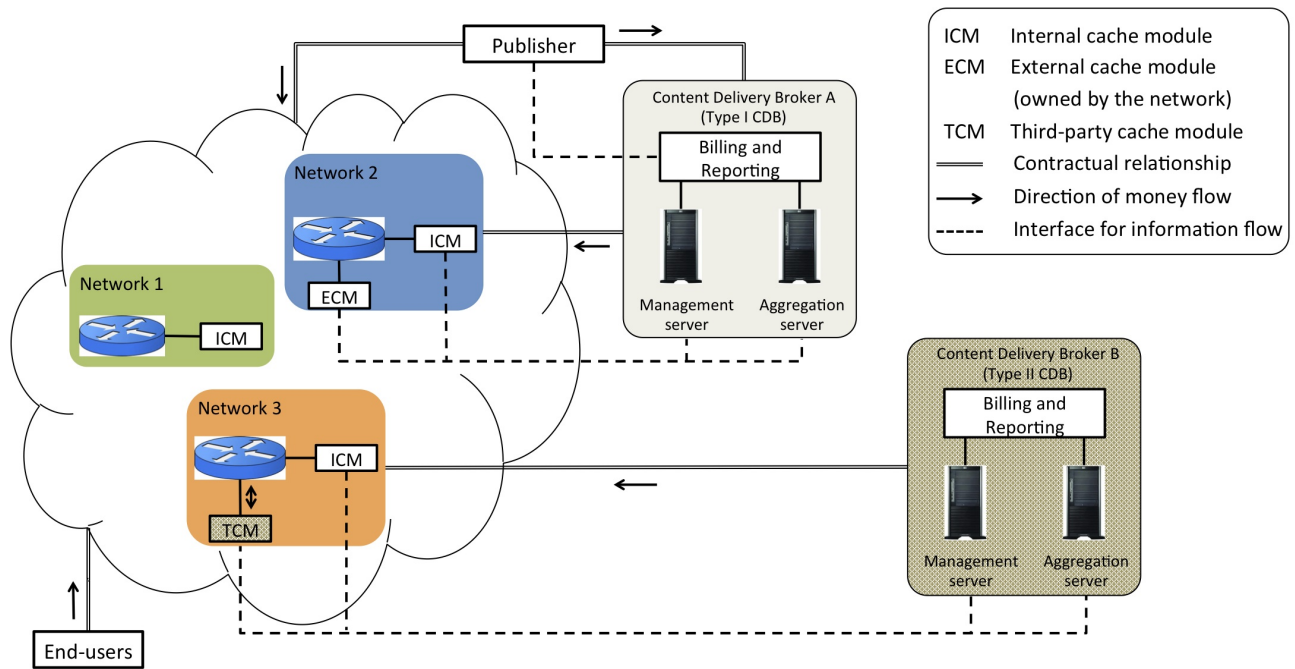 Publisher
Content Delivery Broker A
(Type I CDB)
Billing and
Reporting
Management
server
Aggregation
server
Network 2
ICM
ECM
Network 1
ICM
Network 3
ICM
TCM
Content Delivery Broker B
(Type II CDB)
Billing and
Reporting
Management
server
Aggregation
server
End-users
ICM Internal cache module
ECM External cache module
(owned by the network)
TCM Third-party cache module
Contractual relationship
Direction of money flow
Interface for information flow